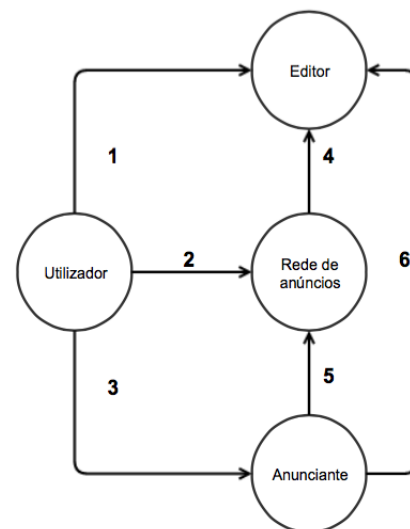 Editor
1
4
Utilizador
2
Rede de
anúncios
6
3
5
Anunciante